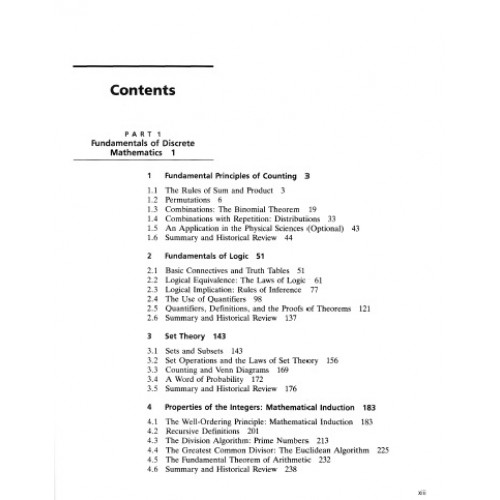 Contents
PART 1
Fundamentals of Discrete
Mathematics 1
1 Fundamental Principles of Counting 3
1.1 The Rules of Sum and Product 3
1.2 Permutations 6
1.3 Combinations: The Binomial Theorem 19
1.4 Combinations with Repetition: Distributions 33
1.5 An Application in the Physical Sciences (Optional) 43
1.6 Summary and Historical Review 44
2 Fundamentals of Logic 51
2.1 Basic Connectives and Truth Tables 51
2.2 Logical Equivalence: The Laws of Logic 61
2.3 Logical Implication: Rules of Inference 77
2.4 The Use of Quantifiers 98
2.5 Quantifiers, Definitions, and the Proofs of Theorems 121
2.6 Summary and Historical Review 137
3 Set Theory 143
3.1 Sets and Subsets 143
3.2 Set Operations and the Laws of Set Theory 156
3.3 Counting and Venn Diagrams 169
3.4 A Word of Probability 172
3.5 Summary and Historical Review 176
4 Properties of the Integers: Mathematical Induction 183
4.1 The Well-Ordering Principle: Mathematical Induction 183
4.2 Recursive Definitions 201
4.3 The Division Algorithm: Prime Numbers 213
4.4 The Greatest Common Divisor: The Euclidean Algorithm 225
4.5 The Fundamental Theorem of Arithmetic 232
4.6 Summary and Historical Review 238
xiii